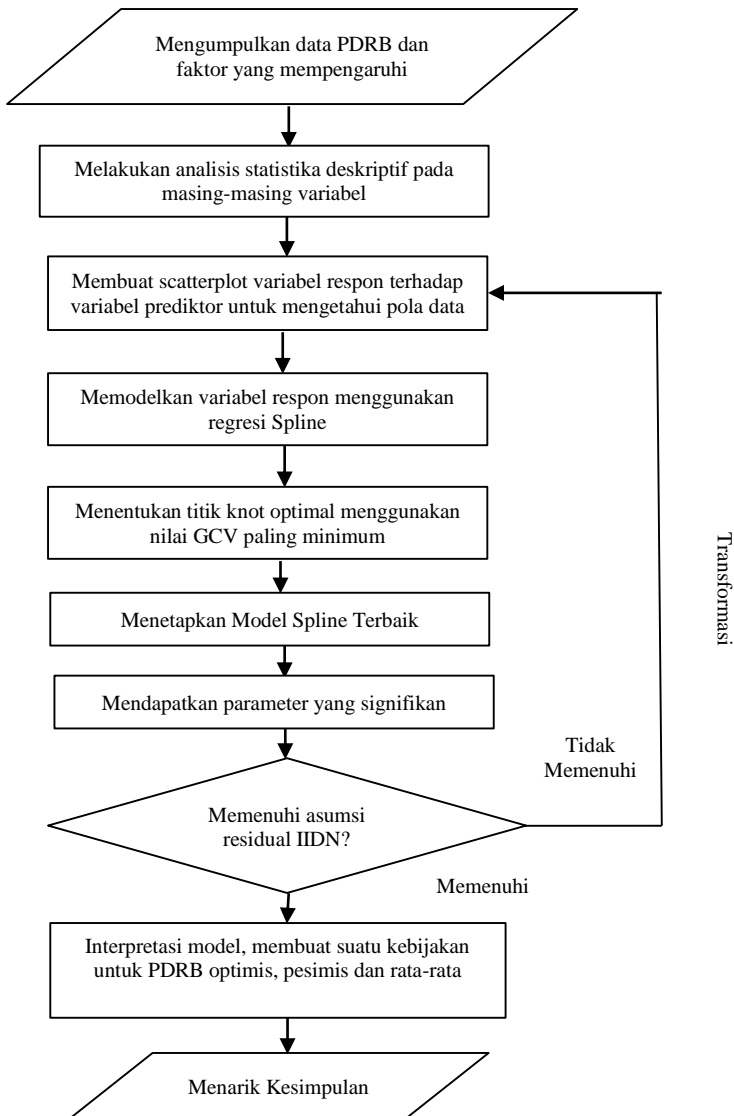 Mengumpulkan data PDRB dan
faktor yang mempengaruhi
Melakukan analisis statistika deskriptif pada
masing-masing variabel
Membuat scatterplot variabel respon terhadap
variabel prediktor untuk mengetahui pola data
Memodelkan variabel respon menggunakan
regresi Spline
Menentukan titik knot optimal menggunakan
nilai GCV paling minimum
Menetapkan Model Spline Terbaik
Mendapatkan parameter yang signifikan
Memenuhi asumsi
residual IIDN?
Tidak
Memenuhi
Transformasi
Memenuhi
Interpretasi model, membuat suatu kebijakan
untuk PDRB optimis, pesimis dan rata-rata
Menarik Kesimpulan